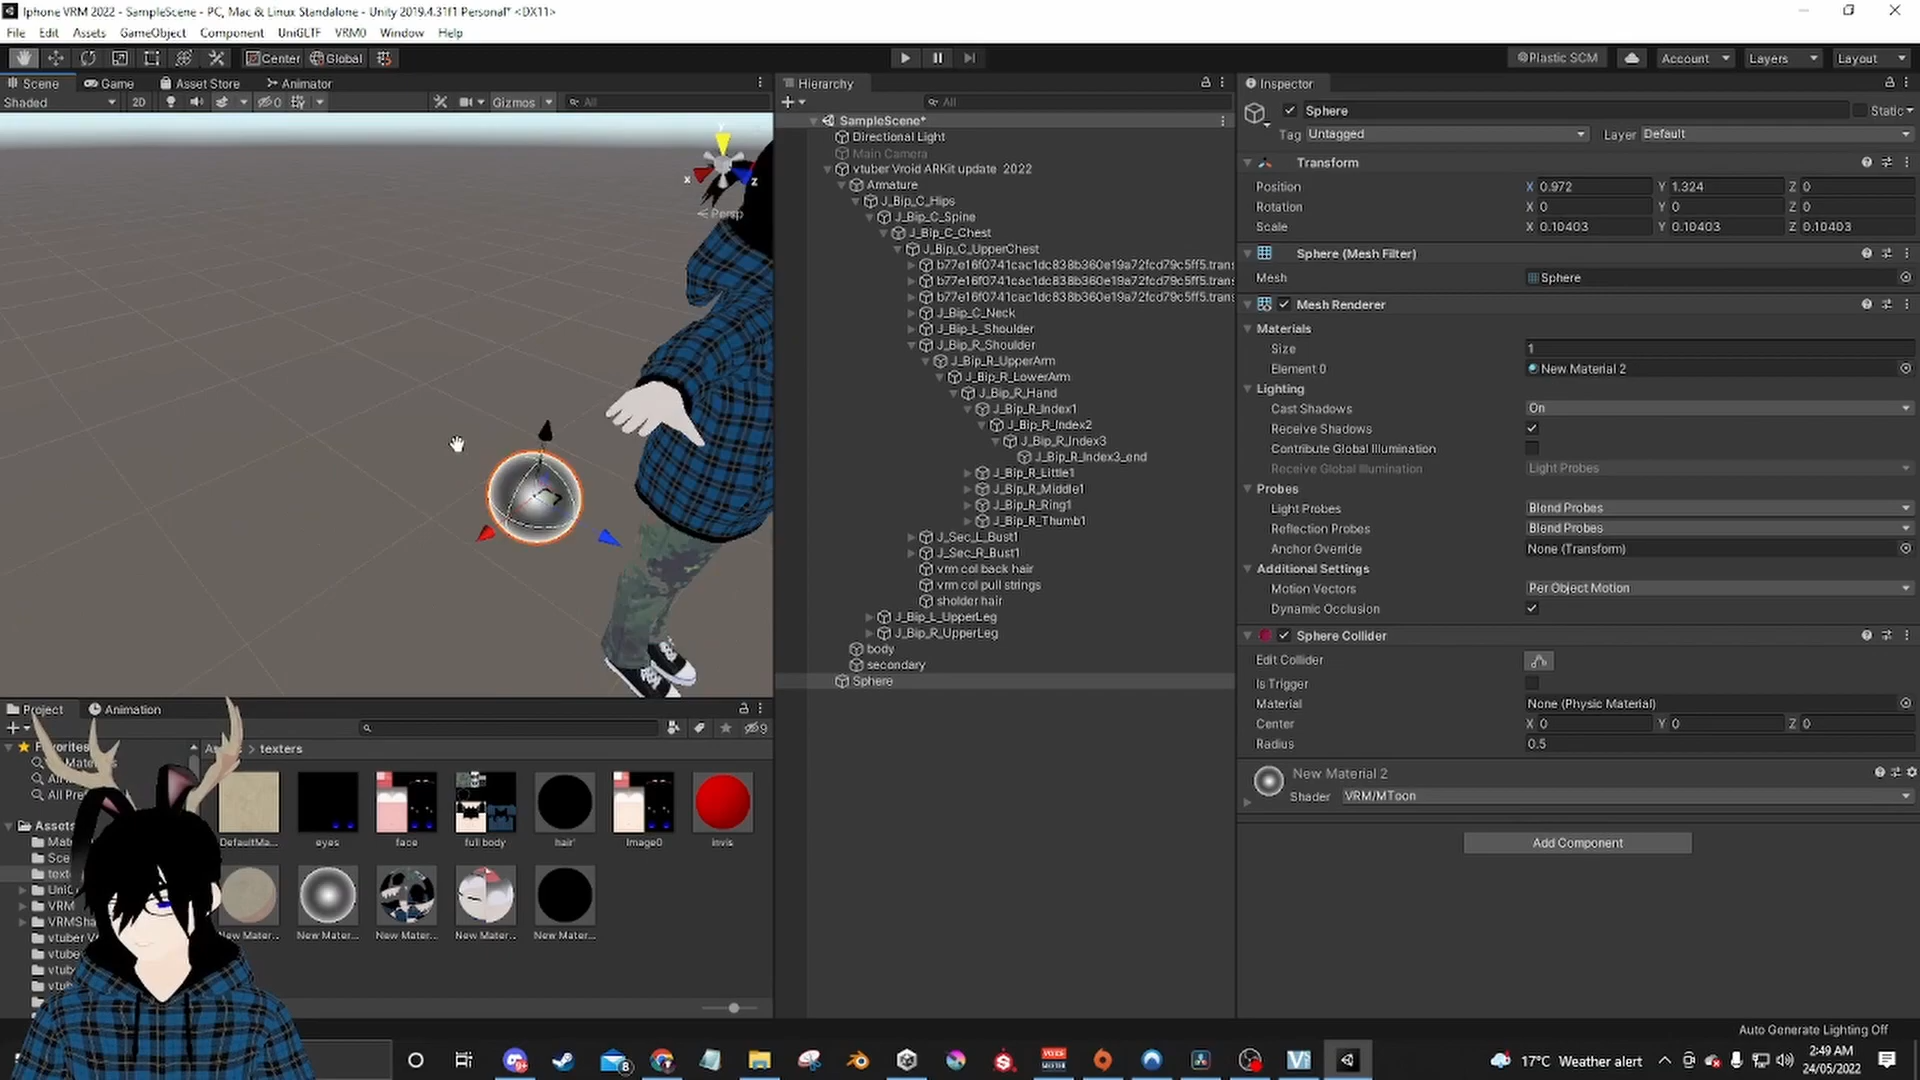 Iphone VRM 2022 - SampleScene - PC, Mac & Linux Standalone - Unity 2019.4.31f1 Personal* <DX11>
File Edit Assets GameObject Component UniGLTF VRM0 Window Help
Center Global Plastic SCM Account Layers Layout
Scene Game Asset Store Animator
Shaded 2D 0 Gizmos All
y
x z
Persp
Hierarchy
All
SampleScene*
Directional Light
Main Camera
vtuber Vroid ARKit update 2022
Armature
J_Bip_C_Hips
J_Bip_C_Spine
J_Bip_C_Chest
J_Bip_C_UpperChest
b77e16f0741cac1dc838b360e19a72fcd79c5ff5.tran
b77e16f0741cac1dc838b360e19a72fcd79c5ff5.tran
b77e16f0741cac1dc838b360e19a72fcd79c5ff5.tran
J_Bip_C_Neck
J_Bip_L_Shoulder
J_Bip_R_Shoulder
J_Bip_R_UpperArm
J_Bip_R_LowerArm
J_Bip_R_Hand
J_Bip_R_Index1
J_Bip_R_Index2
J_Bip_R_Index3
J_Bip_R_Index3_end
J_Bip_R_Little1
J_Bip_R_Middle1
J_Bip_R_Ring1
J_Bip_R_Thumb1
J_Sec_L_Bust1
J_Sec_R_Bust1
vrm col back hair
vrm col pull strings
sholder hair
J_Bip_L_UpperLeg
J_Bip_R_UpperLeg
body
secondary
Sphere
Inspector
Sphere Static
Tag Untagged Layer Default
Transform
Position X 0.972 Y 1.324 Z 0
Rotation X 0 Y 0 Z 0
Scale X 0.10403 Y 0.10403 Z 0.10403
Sphere (Mesh Filter)
Mesh Sphere
Mesh Renderer
Materials
Size 1
Element 0 New Material 2
Lighting
Cast Shadows On
Receive Shadows
Contribute Global Illumination
Receive Global Illumination Light Probes
Probes
Light Probes Blend Probes
Reflection Probes Blend Probes
Anchor Override None (Transform)
Additional Settings
Motion Vectors Per Object Motion
Dynamic Occlusion
Sphere Collider
Edit Collider
Is Trigger
Material None (Physic Material)
Center X 0 Y 0 Z 0
Radius 0.5
New Material 2
Shader VRM/MToon
Add Component
Project Animation
9
Favorites
All
All Pre
Assets
Mat
Sce
text
UniG
VRM
VRMSha
vtuber V
vtube
vtub
vtub
> texters
DefaultMa... eyes face full body hair' Image0 invis
New Mater... New Mater... New Mater... New Mater... New Mater...
Auto Generate Lighting Off
9+ 8 VOICE MEETER
17°C Weather alert
2:49 AM
24/05/2022